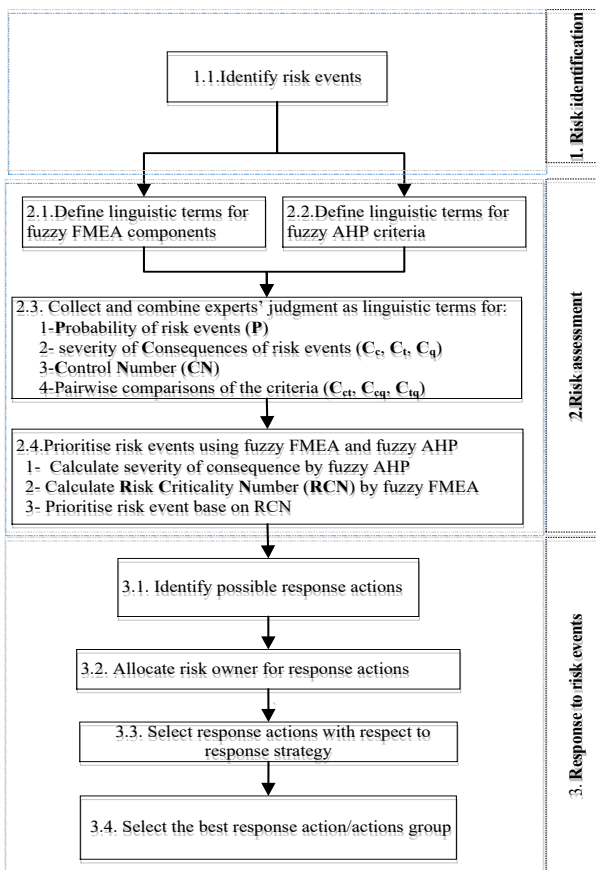 1.1.Identify risk events
1. Risk identification
2.1.Define linguistic terms for
fuzzy FMEA components
2.2.Define linguistic terms for
fuzzy AHP criteria
2.3. Collect and combine experts' judgment as linguistic terms for:
1-Probability of risk events (P)
2- severity of Consequences of risk events (Cc, Ct, Cq)
3-Control Number (CN)
4-Pairwise comparisons of the criteria (Cct, Ccq, Ctq)
2.4.Prioritise risk events using fuzzy FMEA and fuzzy AHP
1- Calculate severity of consequence by fuzzy AHP
2- Calculate Risk Criticality Number (RCN) by fuzzy FMEA
3- Prioritise risk event base on RCN
2.Risk assessment
3.1. Identify possible response actions
3.2. Allocate risk owner for response actions
3.3. Select response actions with respect to
response strategy
3.4. Select the best response action/actions group
3. Response to risk events